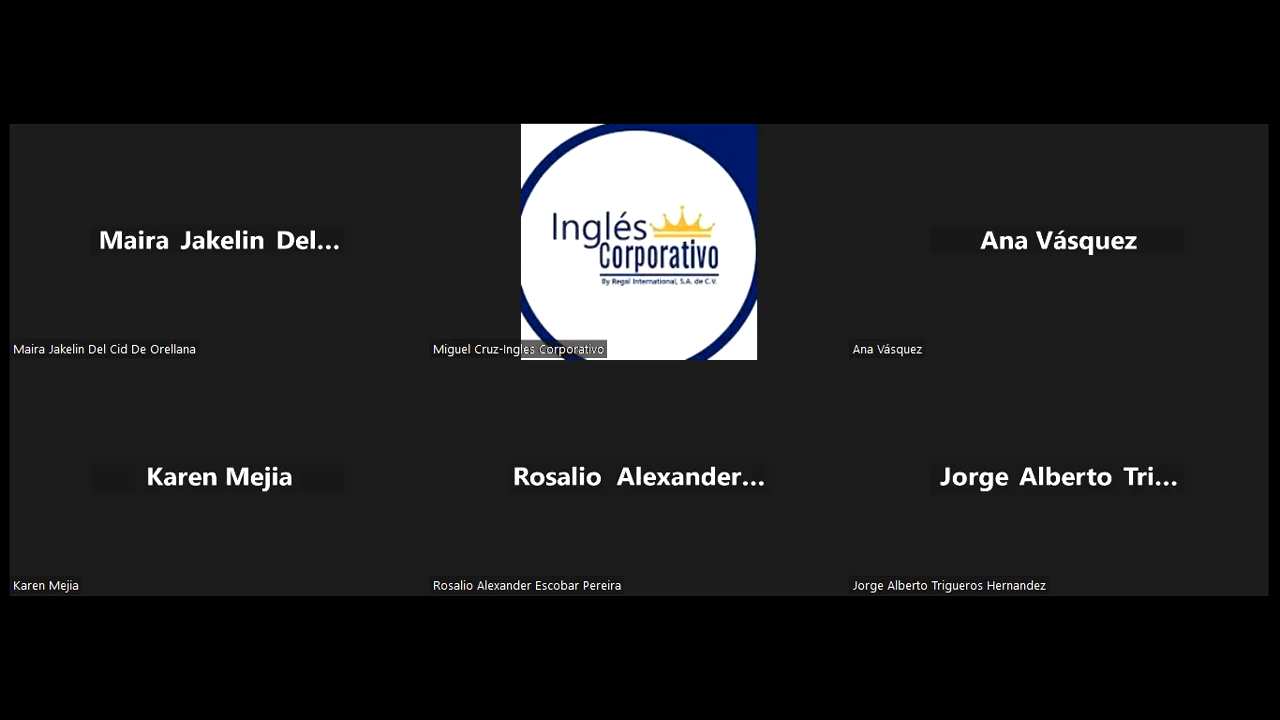 Maira Jakelin Del...
Maira Jakelin Del Cid De Orellana
Inglés
Corporativo
By Regal International, S.A. de C.V.
Miguel Cruz-Ingles Corporativo
Ana Vásquez
Ana Vásquez
Karen Mejia
Karen Mejia
Rosalio Alexander...
Rosalio Alexander Escobar Pereira
Jorge Alberto Tri...
Jorge Alberto Trigueros Hernandez